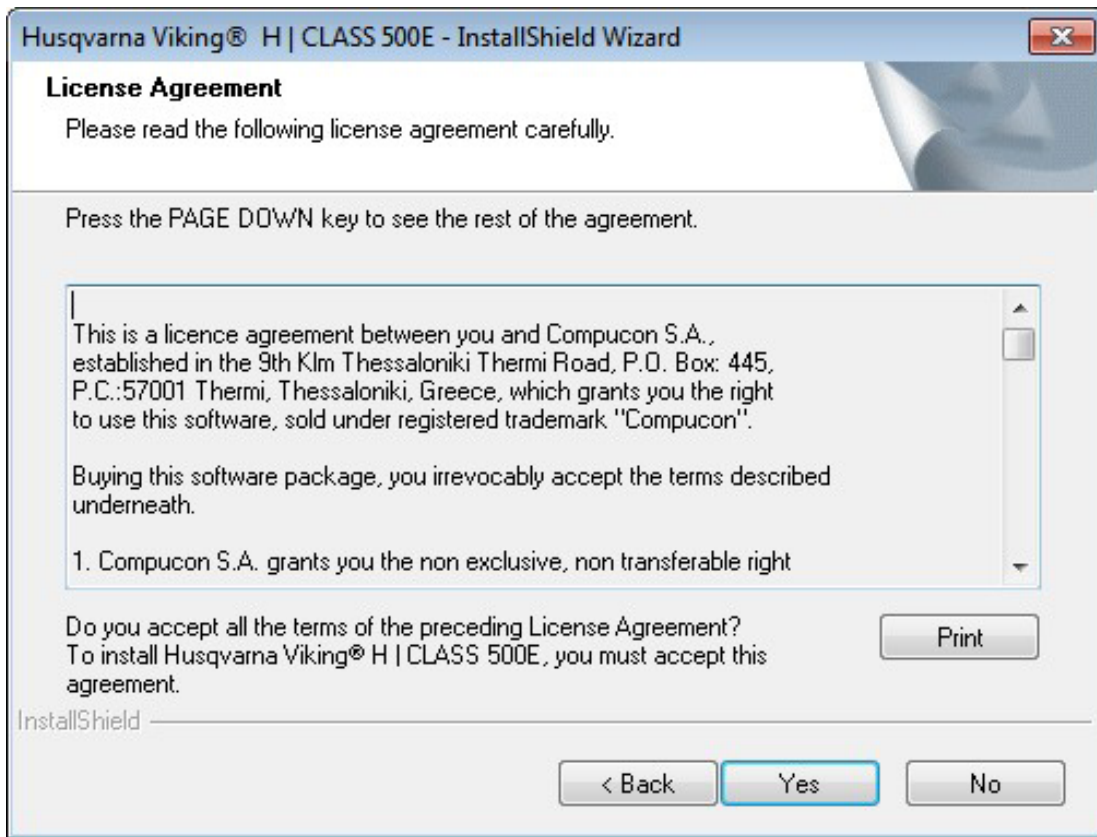 Husqvarna Viking® H | CLASS 500E - InstallShield Wizard
License Agreement
Please read the following license agreement carefully.
Press the PAGE DOWN key to see the rest of the agreement.
This is a licence agreement between you and Compucon S.A.,
established in the 9th Klm Thessaloniki Thermi Road, P.O. Box: 445,
P.C.:57001 Thermi, Thessaloniki, Greece, which grants you the right
to use this software, sold under registered trademark "Compucon".
Buying this software package, you irrevocably accept the terms described
underneath.
1. Compucon S.A. grants you the non exclusive, non transferable right
Do you accept all the terms of the preceding License Agreement?
To install Husqvarna Viking® H | CLASS 500E, you must accept this
agreement.
Print
InstallShield
< Back
Yes
No